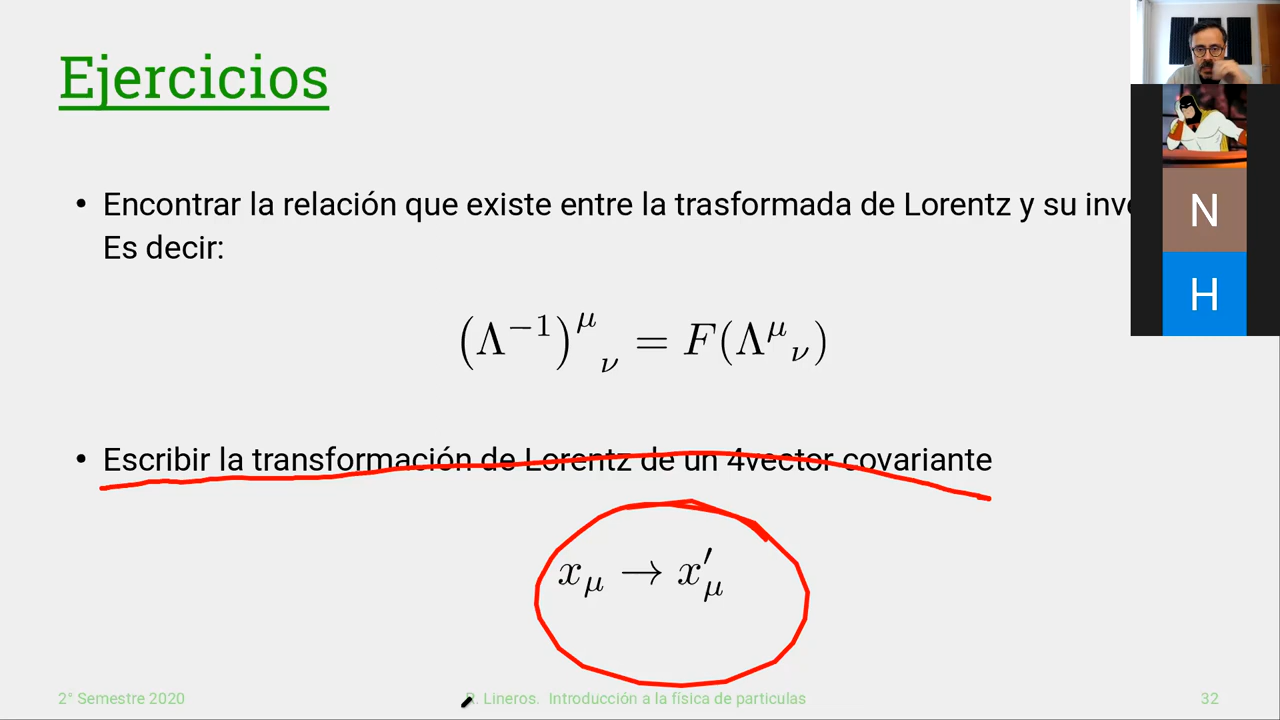 Ejercicios
• Encontrar la relación que existe entre la trasformada de Lorentz y su
Es decir:
(Λ⁻¹)^μ_ν = F(Λ^μ_ν)
• Escribir la transformación de Lorentz de un 4vector covariante
x_μ → x'_μ
N
H
2° Semestre 2020
R. Lineros. Introducción a la física de particulas
32